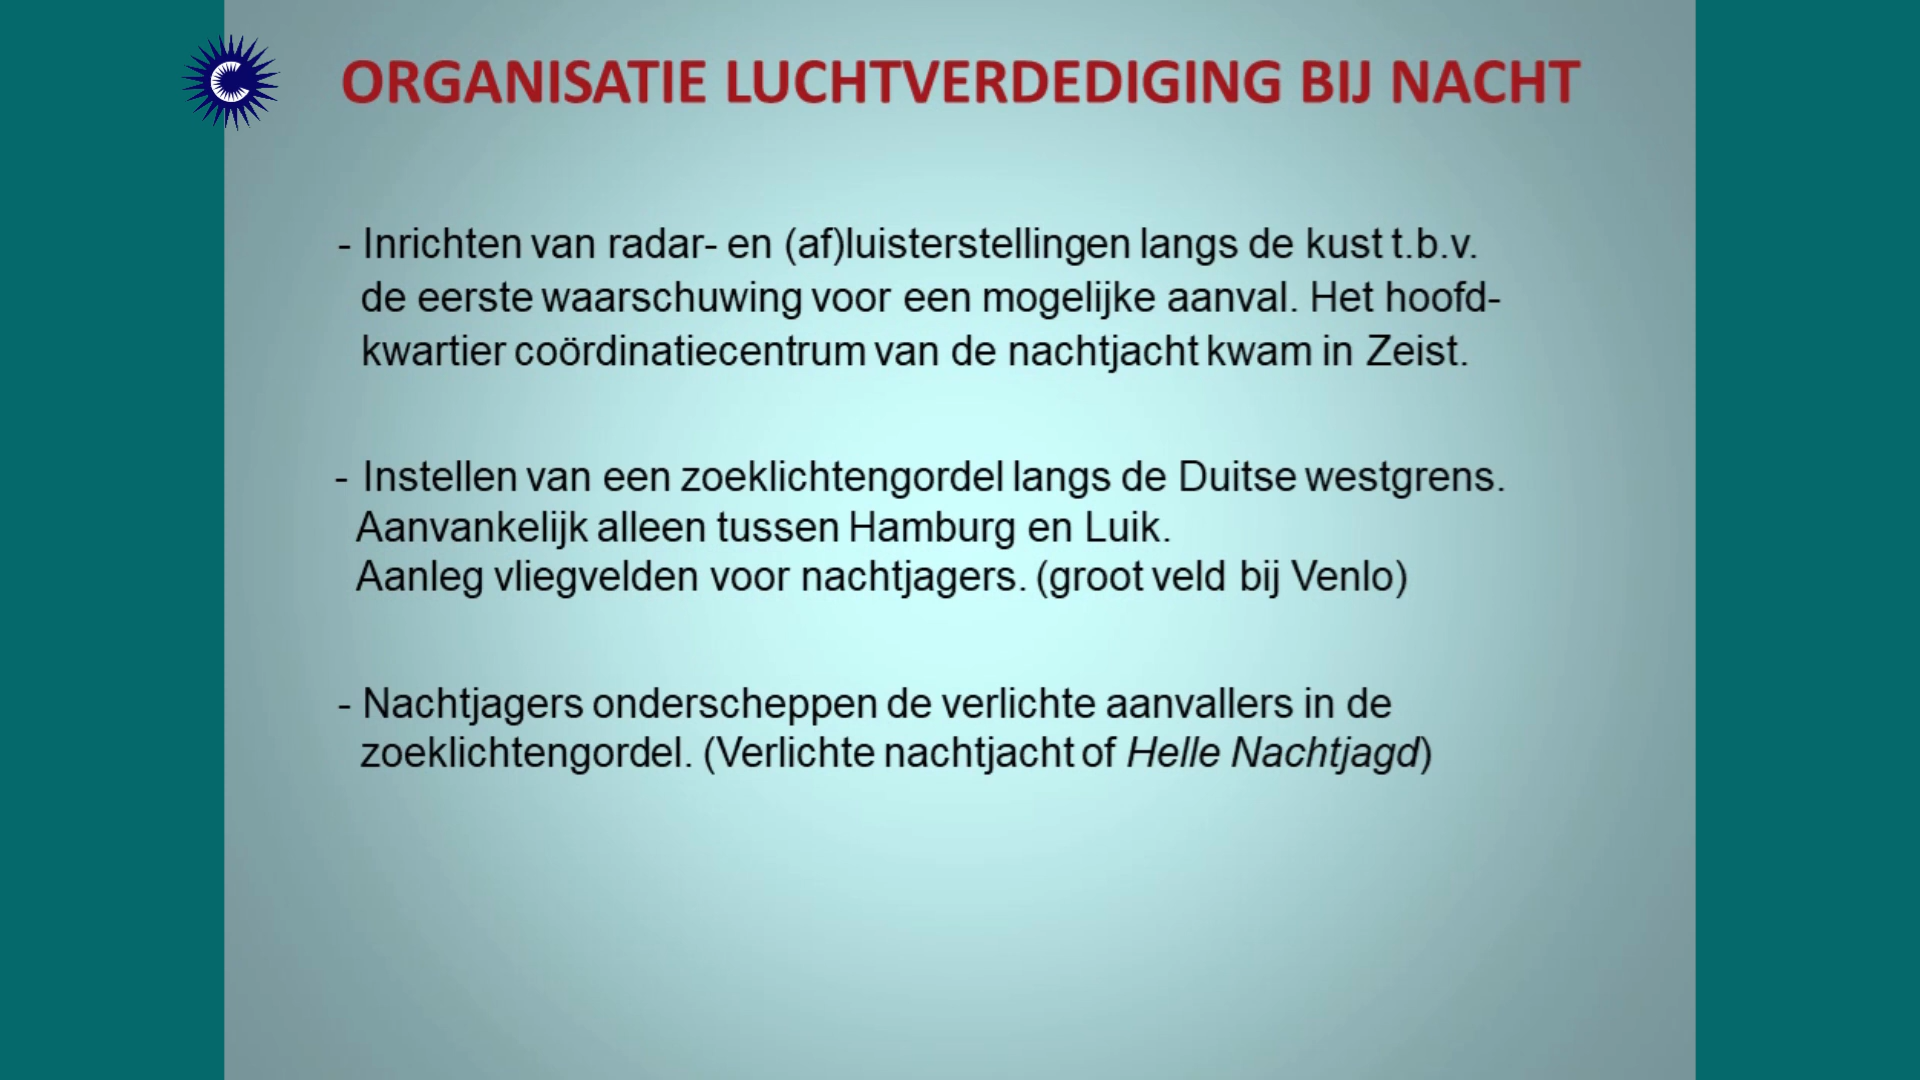 ORGANISATIE LUCHTVERDEDIGING BIJ NACHT
- Inrichten van radar- en (af)luisterstellingen langs de kust t.b.v.
de eerste waarschuwing voor een mogelijke aanval. Het hoofd-
kwartier coördinatiecentrum van de nachtjacht kwam in Zeist.
- Instellen van een zoeklichtengordel langs de Duitse westgrens.
Aanvankelijk alleen tussen Hamburg en Luik.
Aanleg vliegvelden voor nachtjagers. (groot veld bij Venlo)
- Nachtjagers onderscheppen de verlichte aanvallers in de
zoeklichtengordel. (Verlichte nachtjacht of Helle Nachtjagd)